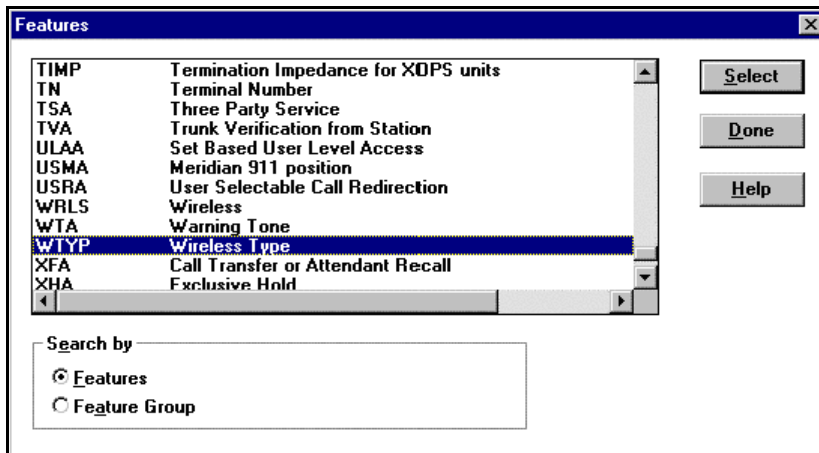 Features
TIMP Termination Impedance for XOPS units
TN Terminal Number
TSA Three Party Service
TVA Trunk Verification from Station
ULAA Set Based User Level Access
USMA Meridian 911 position
USRA User Selectable Call Redirection
WRLS Wireless
WTA Warning Tone
WTYP Wireless Type
XFA Call Transfer or Attendant Recall
XHA Exclusive Hold
Select
Done
Help
Search by
Features
Feature Group